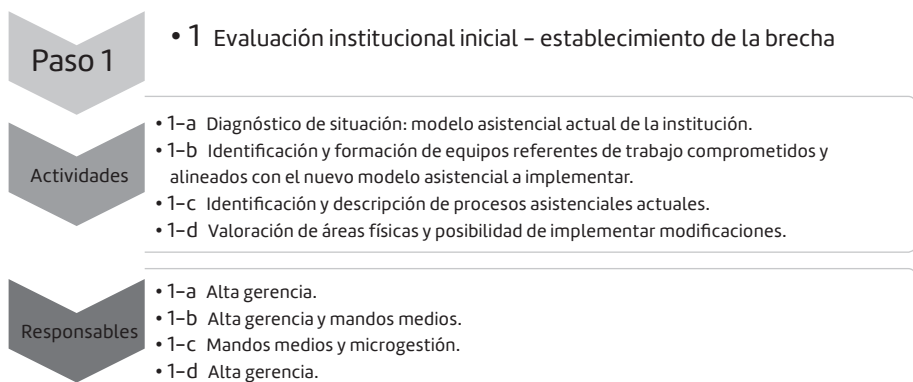 Paso 1
• 1 Evaluación institucional inicial – establecimiento de la brecha
Actividades
• 1–a Diagnóstico de situación: modelo asistencial actual de la institución.
• 1–b Identificación y formación de equipos referentes de trabajo comprometidos y
alineados con el nuevo modelo asistencial a implementar.
• 1–c Identificación y descripción de procesos asistenciales actuales.
• 1–d Valoración de áreas físicas y posibilidad de implementar modificaciones.
Responsables
• 1–a Alta gerencia.
• 1–b Alta gerencia y mandos medios.
• 1–c Mandos medios y microgestión.
• 1–d Alta gerencia.